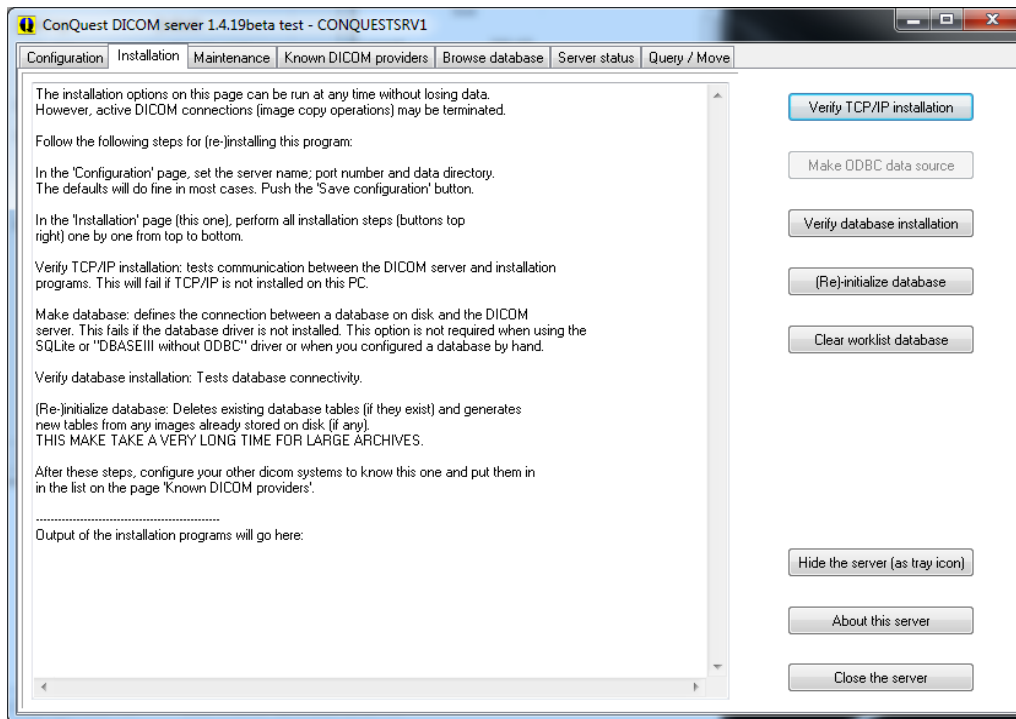 ConQuest DICOM server 1.4.19beta test - CONQUESTSRV1
Configuration Installation Maintenance Known DICOM providers Browse database Server status Query / Move
The installation options on this page can be run at any time without losing data.
However, active DICOM connections (image copy operations) may be terminated.
Follow the following steps for (re-)installing this program:
In the 'Configuration' page, set the server name; port number and data directory.
The defaults will do fine in most cases. Push the 'Save configuration' button.
In the 'Installation' page (this one), perform all installation steps (buttons top
right) one by one from top to bottom.
Verify TCP/IP installation: tests communication between the DICOM server and installation
programs. This will fail if TCP/IP is not installed on this PC.
Make database: defines the connection between a database on disk and the DICOM
server. This fails if the database driver is not installed. This option is not required when using the
SQLite or "DBASEIII without ODBC" driver or when you configured a database by hand.
Verify database installation: Tests database connectivity.
(Re-)initialize database: Deletes existing database tables (if they exist) and generates
new tables from any images already stored on disk (if any).
THIS MAKE TAKE A VERY LONG TIME FOR LARGE ARCHIVES.
After these steps, configure your other dicom systems to know this one and put them in
in the list on the page 'Known DICOM providers'.
--------------------------------------------------
Output of the installation programs will go here:
Verify TCP/IP installation
Make ODBC data source
Verify database installation
(Re)-initialize database
Clear worklist database
Hide the server (as tray icon)
About this server
Close the server